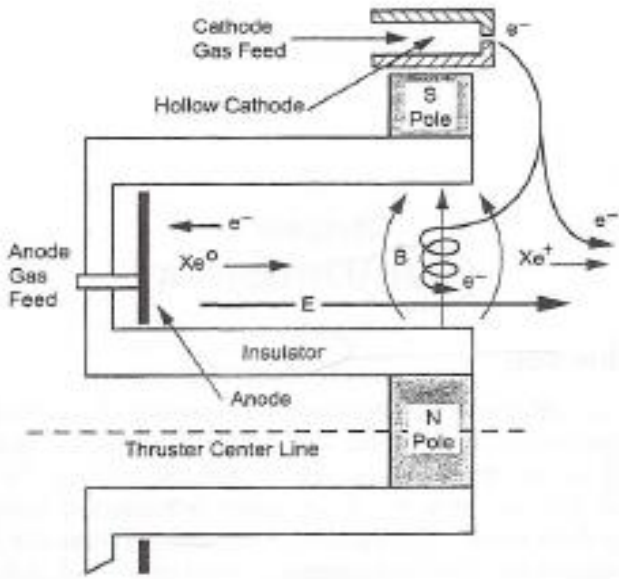 Cathode
Gas Feed
e⁻
Hollow Cathode
S
Pole
e⁻
e⁻
Anode
Gas
Feed
Xe⁰
B
e⁻
Xe⁺
E
Insulator
Anode
N
Pole
Thruster Center Line